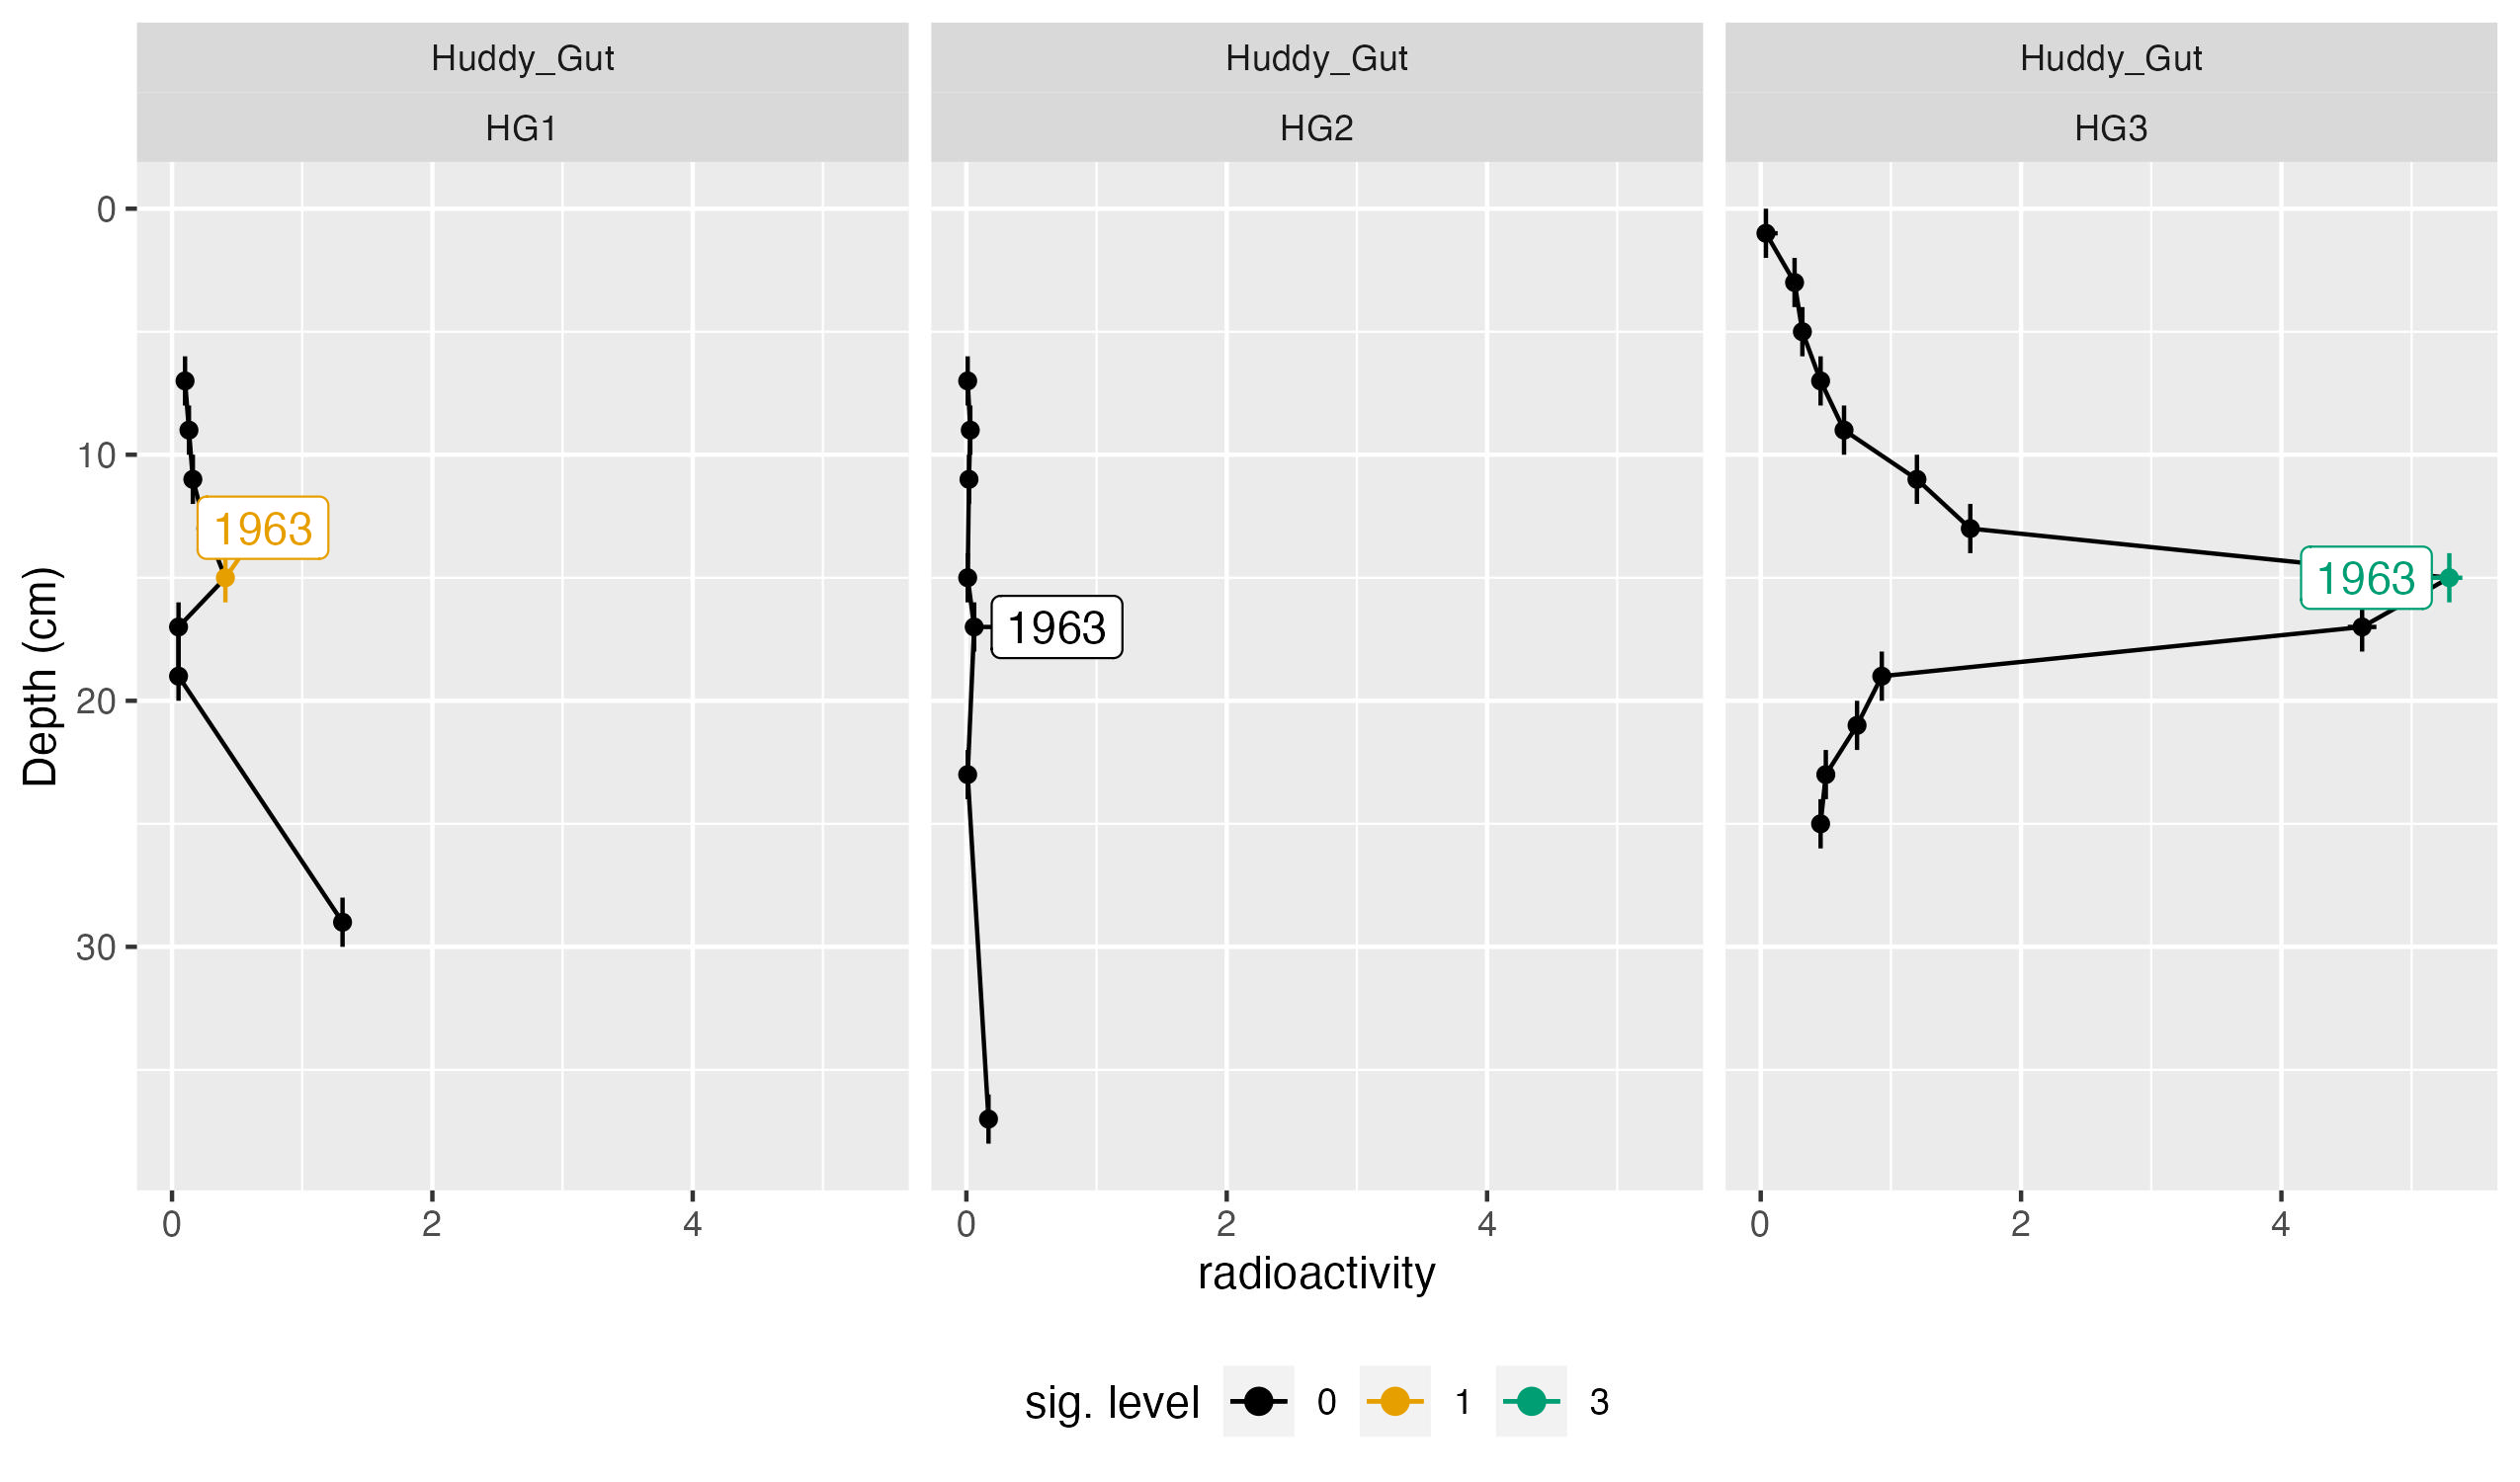 Huddy_Gut Huddy_Gut Huddy_Gut
HG1 HG2 HG3
0
10
20
30
Depth (cm)
1963
1963
1963
0 2 4 0 2 4 0 2 4
radioactivity
sig. level 0 1 3